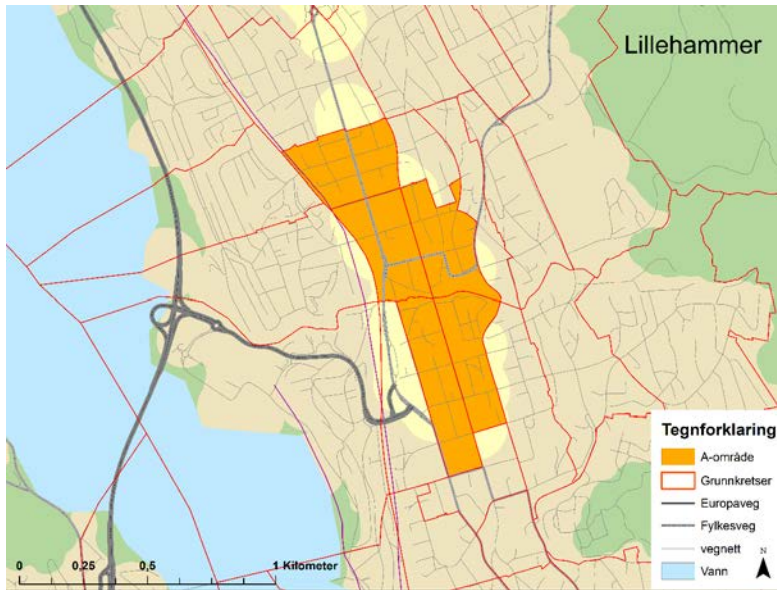 Lillehammer
Tegnforklaring
A-område
Grunnkretser
Europaveg
Fylkesveg
vegnett
Vann
N
0 0,25 0,5 1 Kilometer